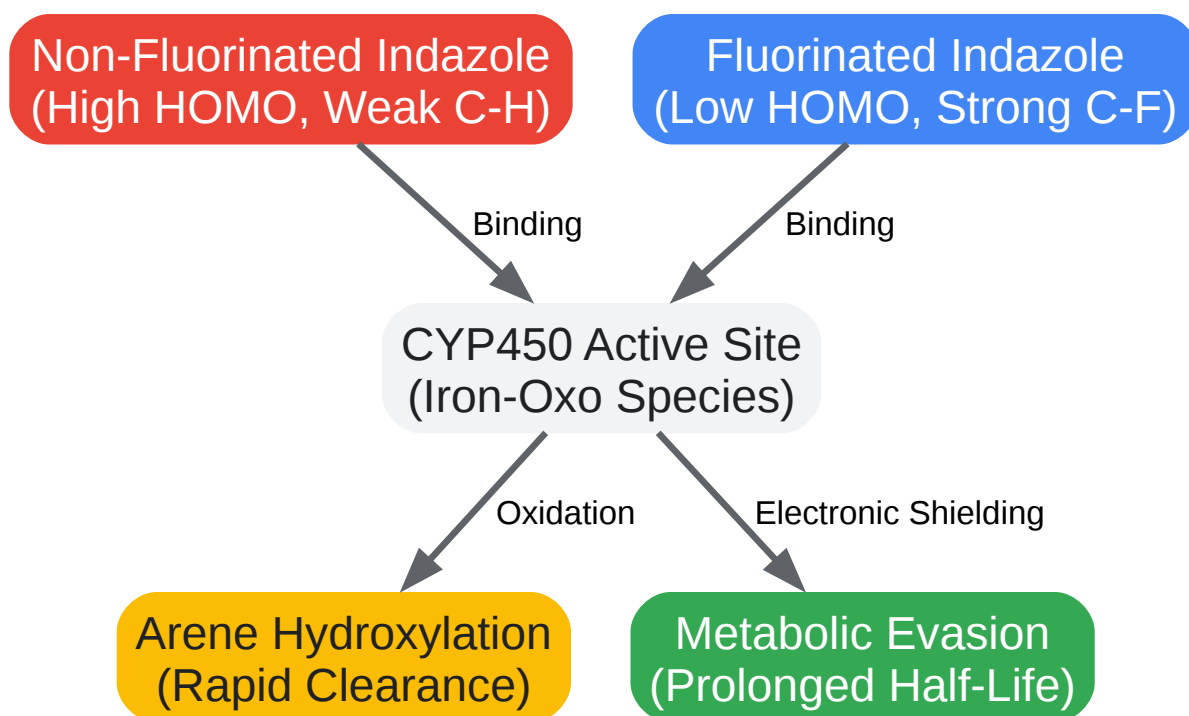 Non-Fluorinated Indazole
(High HOMO, Weak C-H)
Fluorinated Indazole
(Low HOMO, Strong C-F)
Binding
Binding
CYP450 Active Site
(Iron-Oxo Species)
Oxidation
Electronic Shielding
Arene Hydroxylation
(Rapid Clearance)
Metabolic Evasion
(Prolonged Half-Life)